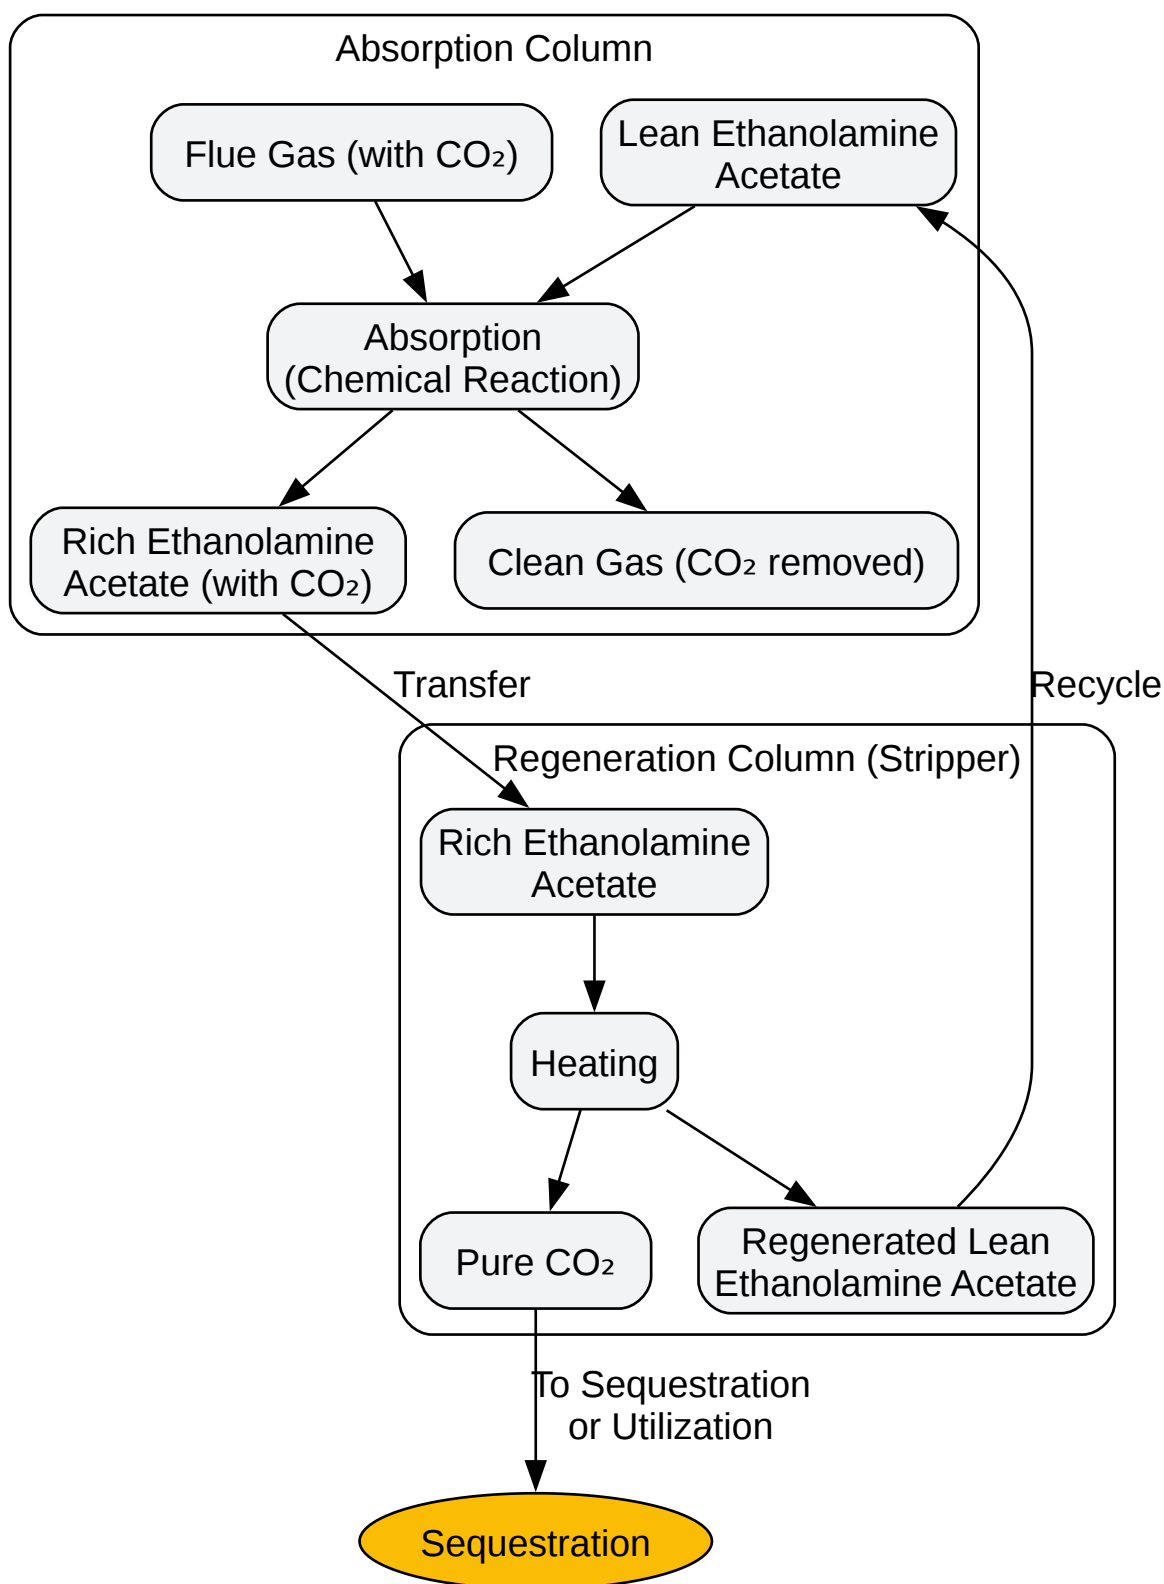 Absorption Column
Flue Gas (with CO₂)
Lean Ethanolamine
Acetate
Absorption
(Chemical Reaction)
Rich Ethanolamine
Acetate (with CO₂)
Clean Gas (CO₂ removed)
Transfer
Recycle
Regeneration Column (Stripper)
Rich Ethanolamine
Acetate
Heating
Pure CO₂
Regenerated Lean
Ethanolamine Acetate
To Sequestration
or Utilization
Sequestration